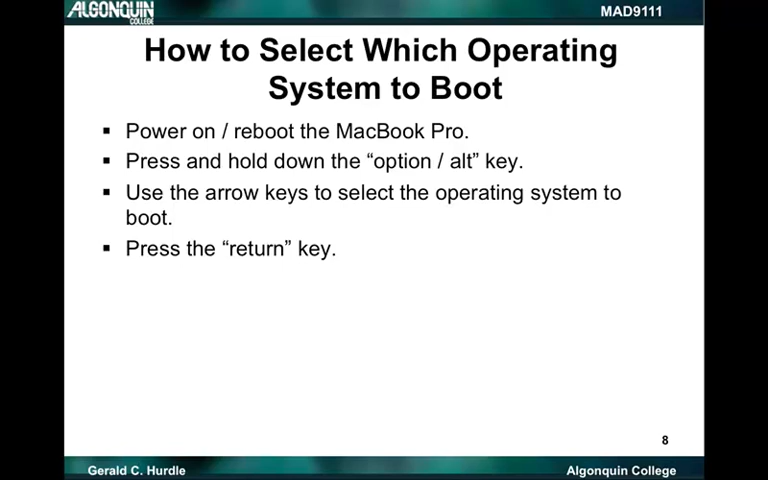 ALGONQUIN
COLLEGE
MAD9111
How to Select Which Operating
System to Boot
▪ Power on / reboot the MacBook Pro.
▪ Press and hold down the “option / alt” key.
▪ Use the arrow keys to select the operating system to
boot.
▪ Press the “return” key.
8
Gerald C. Hurdle
Algonquin College